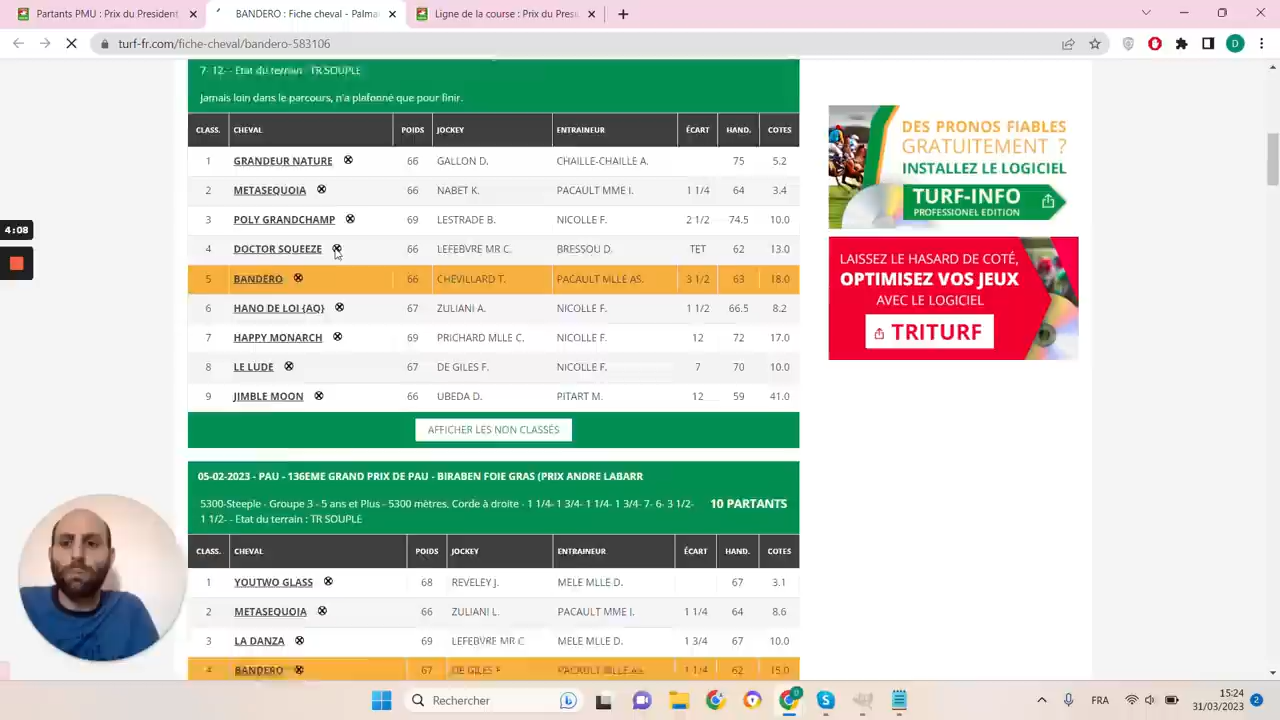 Partants : PMU - Prix du President
BANDERO : Fiche cheval - Palma
Partants : PMU - Prix du Presi
turf-fr.com/fiche-cheval/bandero-583106
7- 12- - Etat du terrain : TR SOUPLE
Jamais loin dans le parcours, n'a plafonné que pour finir.
CLASS. CHEVAL POIDS JOCKEY ENTRAINEUR ÉCART HAND. COTES
1 GRANDEUR NATURE 66 GALLON D. CHAILLE-CHAILLE A. 75 5.2
2 METASEQUOIA 66 NABET K. PACAULT MME I. 1 1/4 64 3.4
3 POLY GRANDCHAMP 69 LESTRADE B. NICOLLE F. 2 1/2 74.5 10.0
4 DOCTOR SQUEEZE 66 LEFEBVRE MR C. BRESSOU D. TET 62 13.0
5 BANDERO 66 CHEVILLARD T. PACAULT MLLE AS. 3 1/2 63 18.0
6 HANO DE LOI {AQ} 67 ZULIANI A. NICOLLE F. 1 1/2 66.5 8.2
7 HAPPY MONARCH 69 PRICHARD MLLE C. NICOLLE F. 12 72 17.0
8 LE LUDE 67 DE GILES F. NICOLLE F. 7 70 10.0
9 JIMBLE MOON 66 UBEDA D. PITART M. 12 59 41.0
AFFICHER LES NON CLASSÉS
05-02-2023 - PAU - 136EME GRAND PRIX DE PAU - BIRABEN FOIE GRAS (PRIX ANDRE LABARR
5300-Steeple - Groupe 3 - 5 ans et Plus - 5300 mètres, Corde à droite - 1 1/4- 1 3/4- 1 1/4- 1 3/4- 7- 6- 3 1/2-
1 1/2- - Etat du terrain : TR SOUPLE
10 PARTANTS
CLASS. CHEVAL POIDS JOCKEY ENTRAINEUR ÉCART HAND. COTES
1 YOUTWO GLASS 68 REVELEY J. MELE MLLE D. 67 3.1
2 METASEQUOIA 66 ZULIANI L. PACAULT MME I. 1 1/4 64 8.6
3 LA DANZA 69 LEFEBVRE MR C. MELE MLLE D. 1 3/4 67 10.0
4 BANDERO 67 DE GILES F. PACAULT MLLE AS. 1 1/4 62 15.0
DES PRONOS FIABLES
GRATUITEMENT ?
INSTALLEZ LE LOGICIEL
TURF-INFO
PROFESSIONEL EDITION
LAISSEZ LE HASARD DE COTÉ,
OPTIMISEZ VOS JEUX
AVEC LE LOGICIEL
TRITURF
4:08
D
Rechercher
FRA
15:24
31/03/2023
2